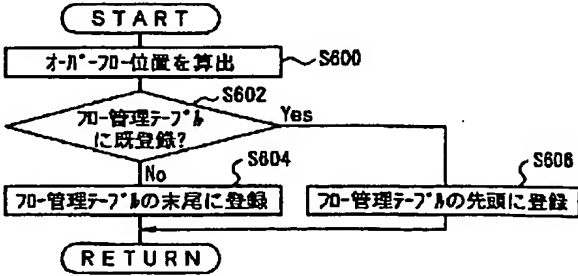 START
オーバーフロー位置を算出
S600
S602
フロー管理テーブル
に既登録?
Yes
No
S604
S606
フロー管理テーブルの末尾に登録
フロー管理テーブルの先頭に登録
RETURN